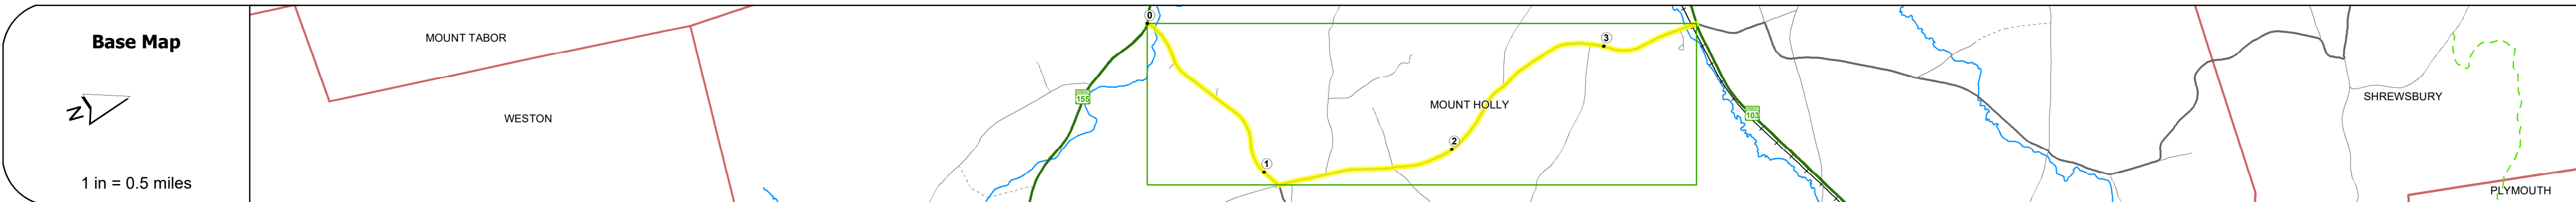 Base Map
N
1 in = 0.5 miles
MOUNT TABOR
WESTON
155
0
1
2
3
MOUNT HOLLY
103
SHREWSBURY
PLYMOUTH